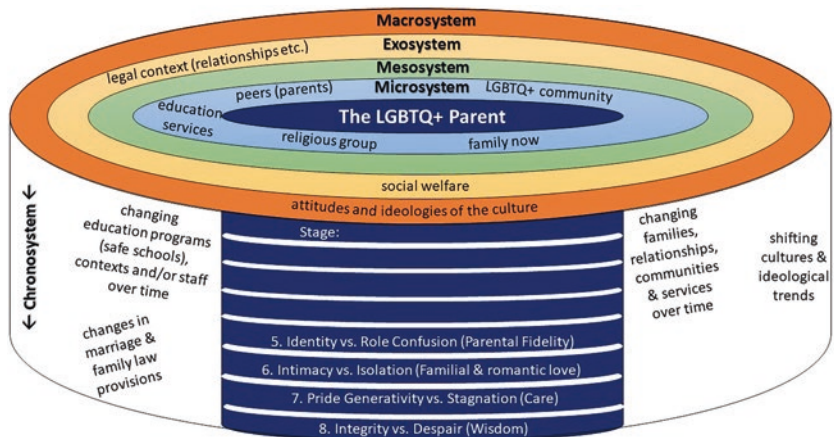 Macrosystem
Exosystem
legal context (relationships etc.)
Mesosystem
Microsystem
peers (parents)
LGBTQ+ community
education
services
The LGBTQ+ Parent
religious group
family now
social welfare
attitudes and ideologies of the culture
← Chronosystem ←
changing
education programs
(safe schools),
contexts and/or staff
over time
changes in
marriage &
family law
provisions
Stage:
5. Identity vs. Role Confusion (Parental Fidelity)
6. Intimacy vs. Isolation (Familial & romantic love)
7. Pride Generativity vs. Stagnation (Care)
8. Integrity vs. Despair (Wisdom)
changing
families,
relationships,
communities
& services
over time
shifting
cultures &
ideological
trends